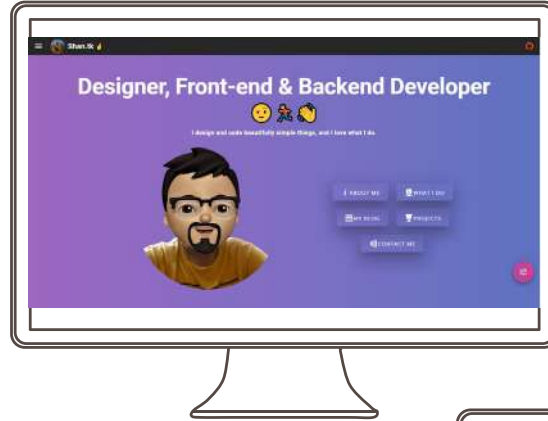 Shan.tk
Designer, Front-end & Backend Developer
I design and code beautifully simple things, and I love what I do.
ABOUT ME
WHAT I DO
MY BLOG
PROJECTS
CONTACT ME